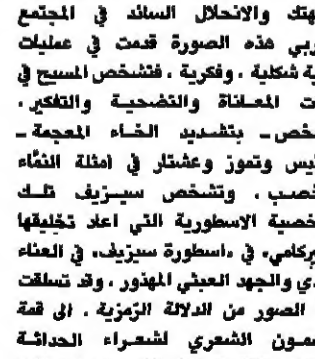 هتك والانحلال السائد في المجتمع
ربي هذه الصورة قدمت في عمليات
ية شكلية ، وفكرية ، فتشخص المسيح في
ت المعاناة والتضحية والتفكير ،
خص ـ بتشديد الخاء المعجمة ـ
يس وتموز وعشتار في امثلة النماء
خصب . وتشخص سيزيف تلك
خصية الاسطورية التي اعاد تخليقها
بركامي، في «اسطورة سيزيف» في العناء
دي والجهد العبثي المهذور ، وقد تسلقت
الصور من الدلالة الرمزية ، الى قمة
سمون الشعري لشعراء الحداثة